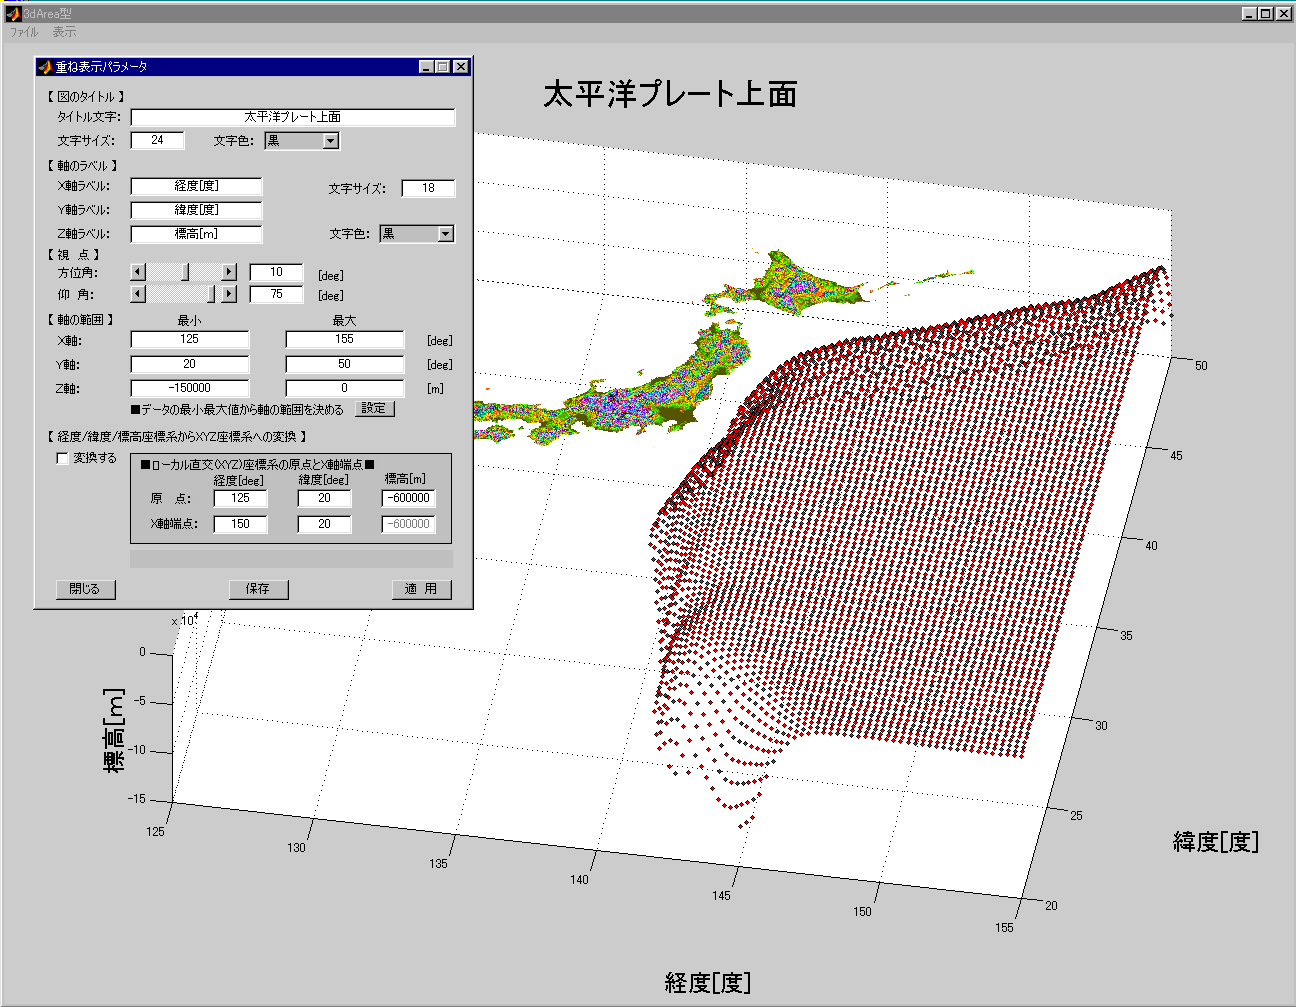 3dArea型
ファイル 表示
重ね表示パラメータ
【 図のタイトル 】
タイトル文字: 太平洋プレート上面
文字サイズ: 24 文字色: 黒
【 軸のラベル 】
X軸ラベル: 経度[度] 文字サイズ: 18
Y軸ラベル: 緯度[度]
Z軸ラベル: 標高[m] 文字色: 黒
【 視 点 】
方位角: 10 [deg]
仰 角: 75 [deg]
【 軸の範囲 】 最小 最大
X軸: 125 155 [deg]
Y軸: 20 50 [deg]
Z軸: -150000 0 [m]
■データの最小最大値から軸の範囲を決める 設定
【 経度/緯度/標高座標系からXYZ座標系への変換 】
変換する
■ローカル直交(XYZ)座標系の原点とX軸端点■
経度[deg] 緯度[deg] 標高[m]
原 点: 125 20 -600000
X軸端点: 150 20 -600000
閉じる 保存 適 用
太平洋プレート上面
x 10^4
0
-5
-10
-15
標高[m]
125
130
135
140
145
150
155
経度[度]
50
45
40
35
30
25
20
緯度[度]